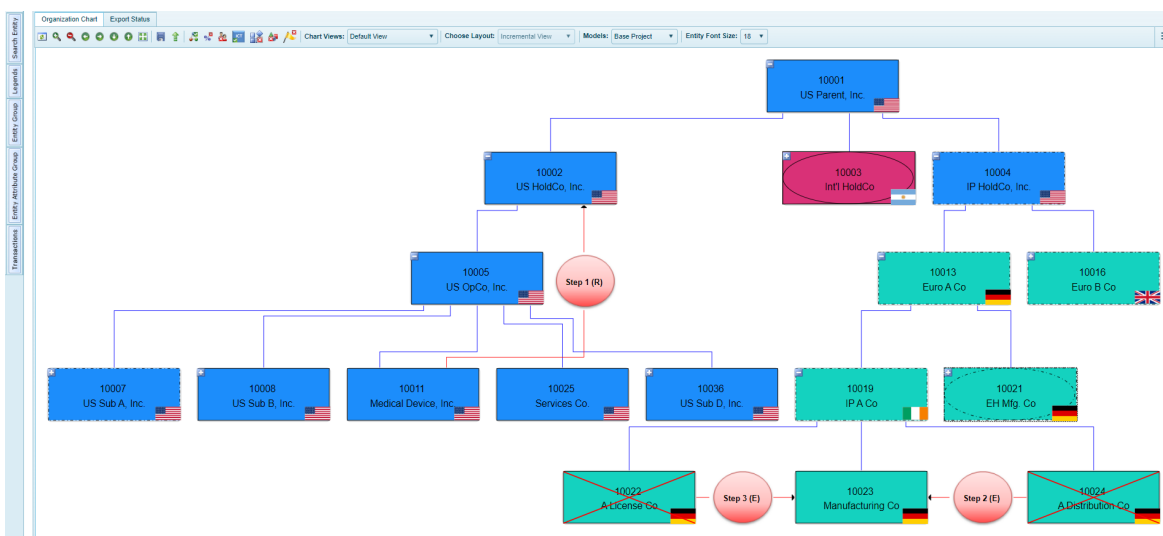 Organization Chart Export Status
Chart Views: Default View Choose Layout: Incremental View Models: Base Project Entity Font Size: 18
Search Entity
Legends
Entity Group
Entity Attribute Group
Transactions
10001
US Parent, Inc.
10002
US HoldCo, Inc.
10003
Int'l HoldCo
10004
IP HoldCo, Inc.
10005
US OpCo, Inc.
Step 1 (R)
10013
Euro A Co
10016
Euro B Co
10007
US Sub A, Inc.
10008
US Sub B, Inc.
10011
Medical Device, Inc.
10025
Services Co.
10036
US Sub D, Inc.
10019
IP A Co
10021
EH Mfg. Co
10022
A License Co
Step 3 (E)
10023
Manufacturing Co
Step 2 (E)
10024
A Distribution Co